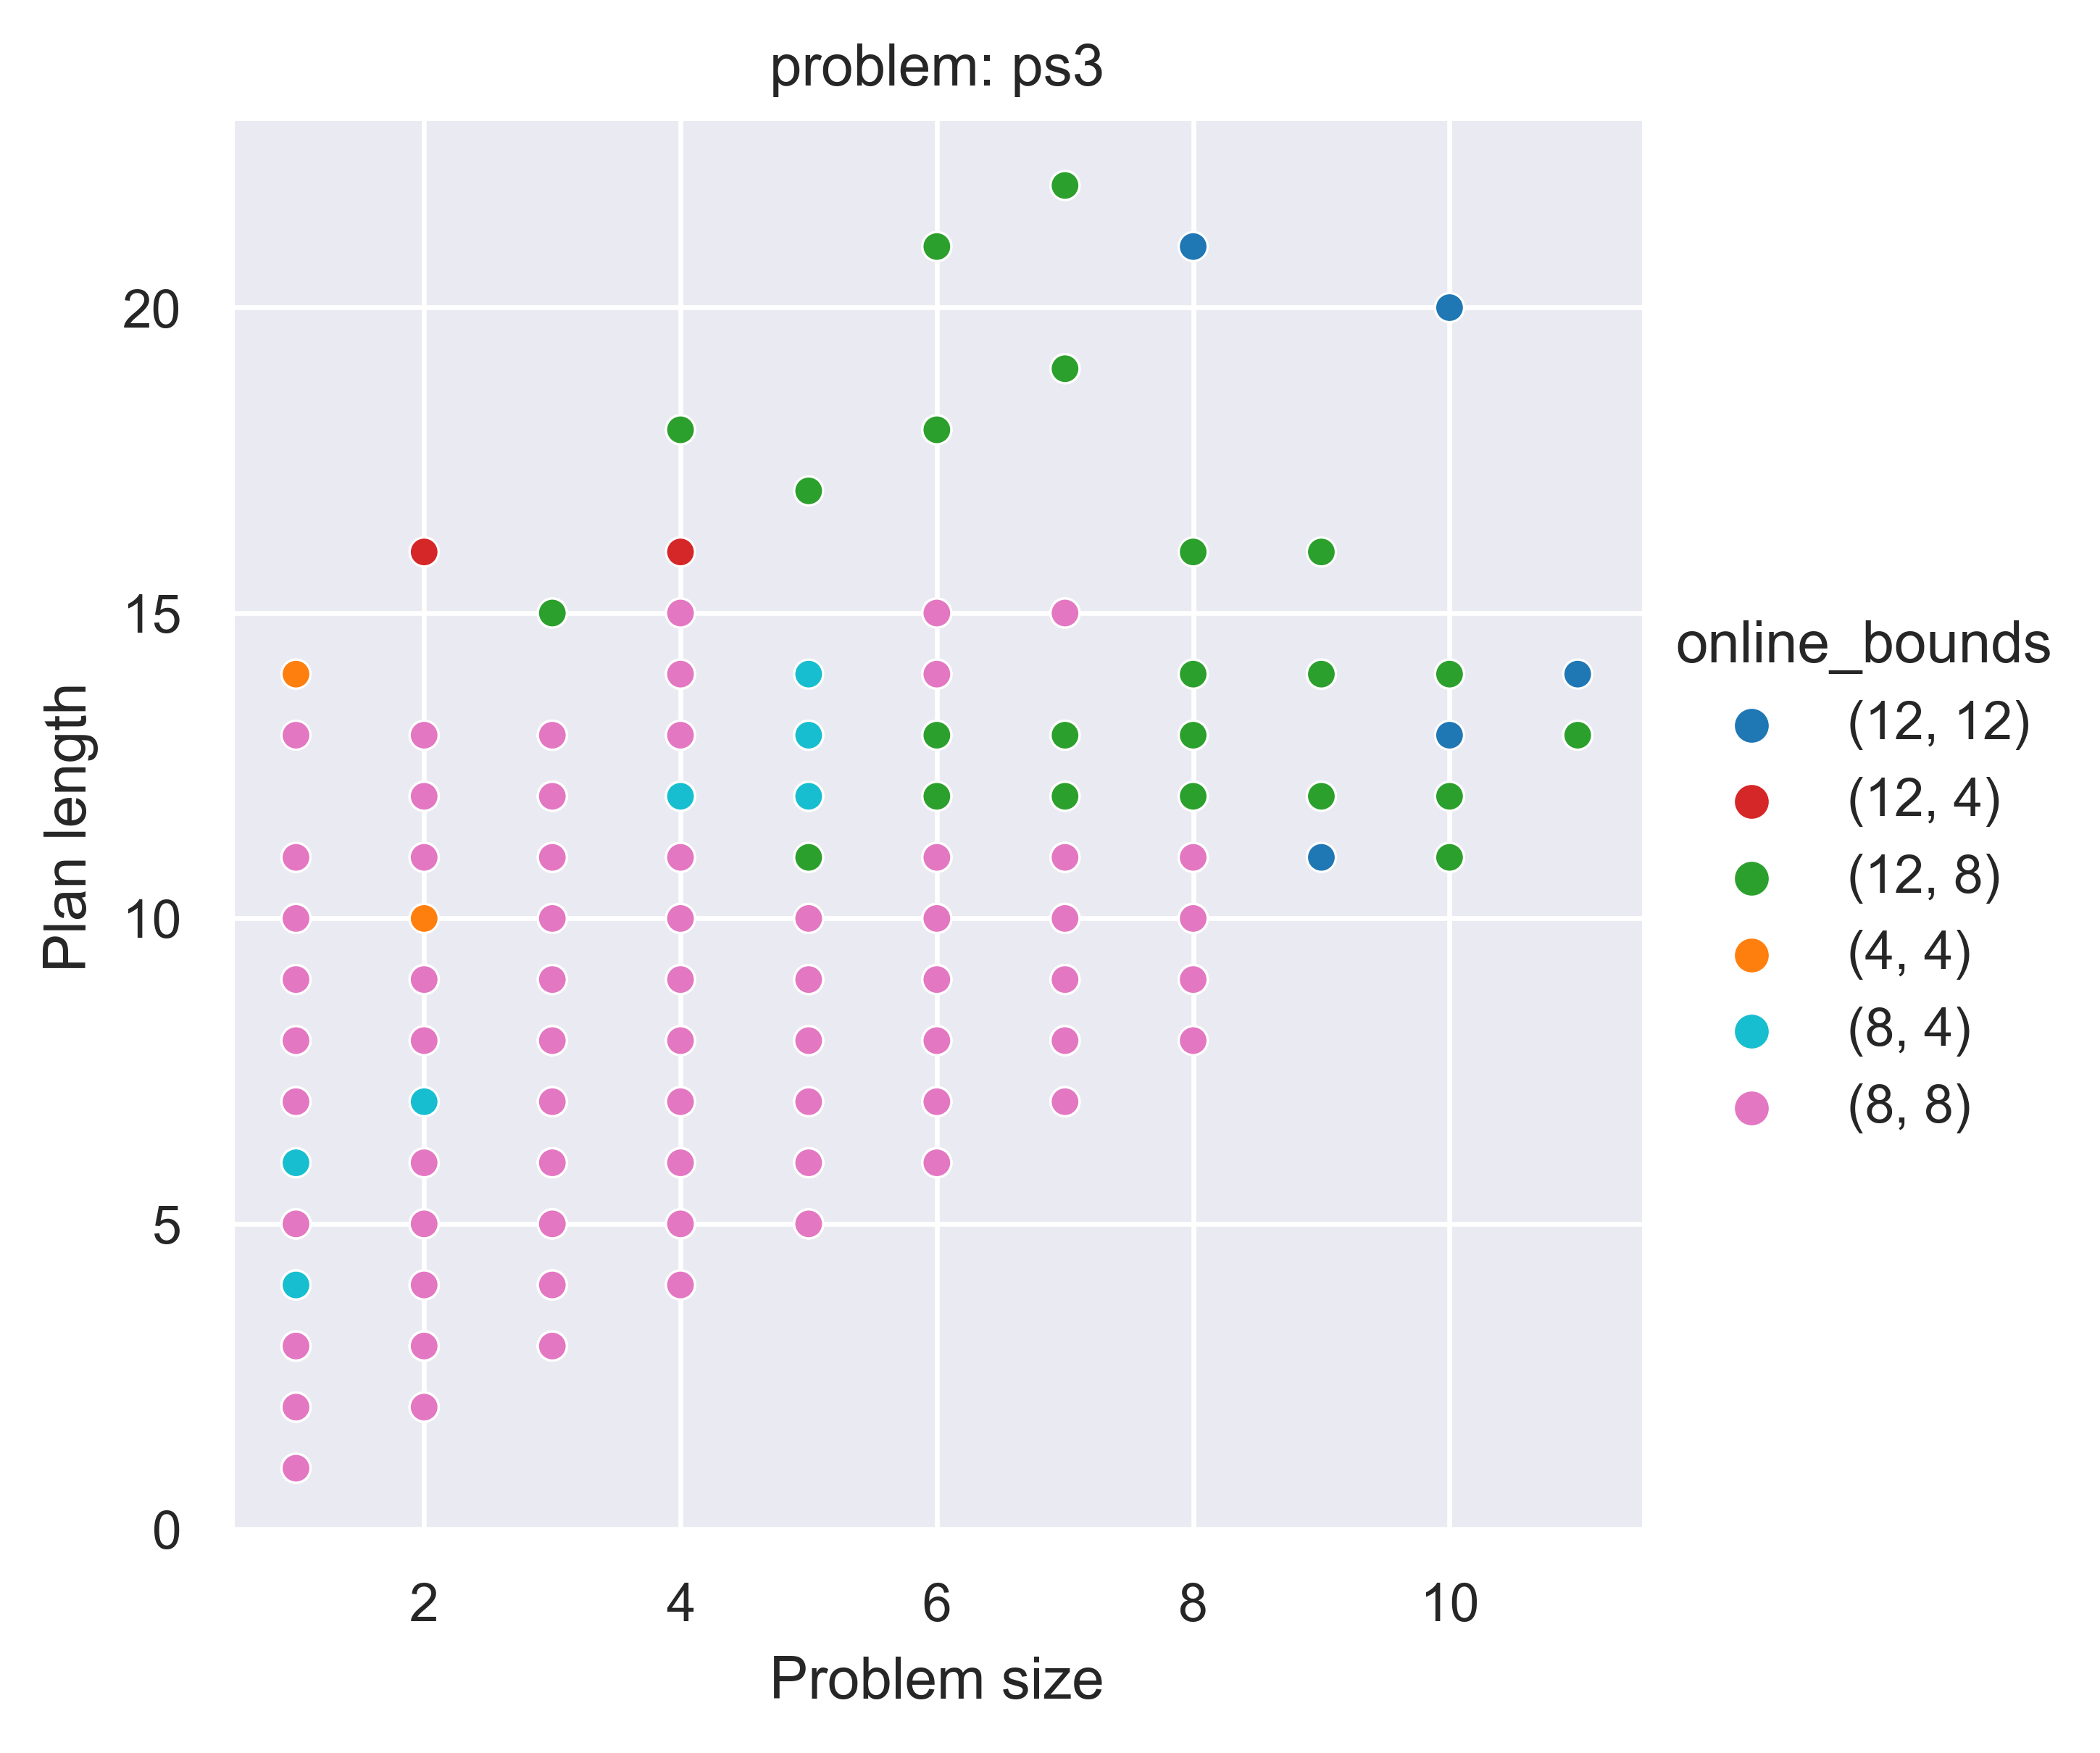 problem: ps3
Plan length
20
15
10
5
0
2 4 6 8 10
Problem size
online_bounds
(12, 12)
(12, 4)
(12, 8)
(4, 4)
(8, 4)
(8, 8)